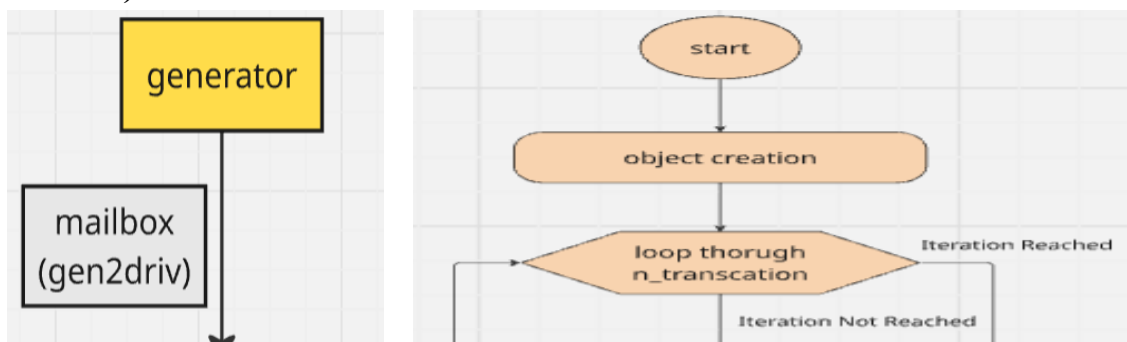 generator
mailbox
(gen2driv)
start
object creation
loop thorugh
n_transcation
Iteration Reached
Iteration Not Reached